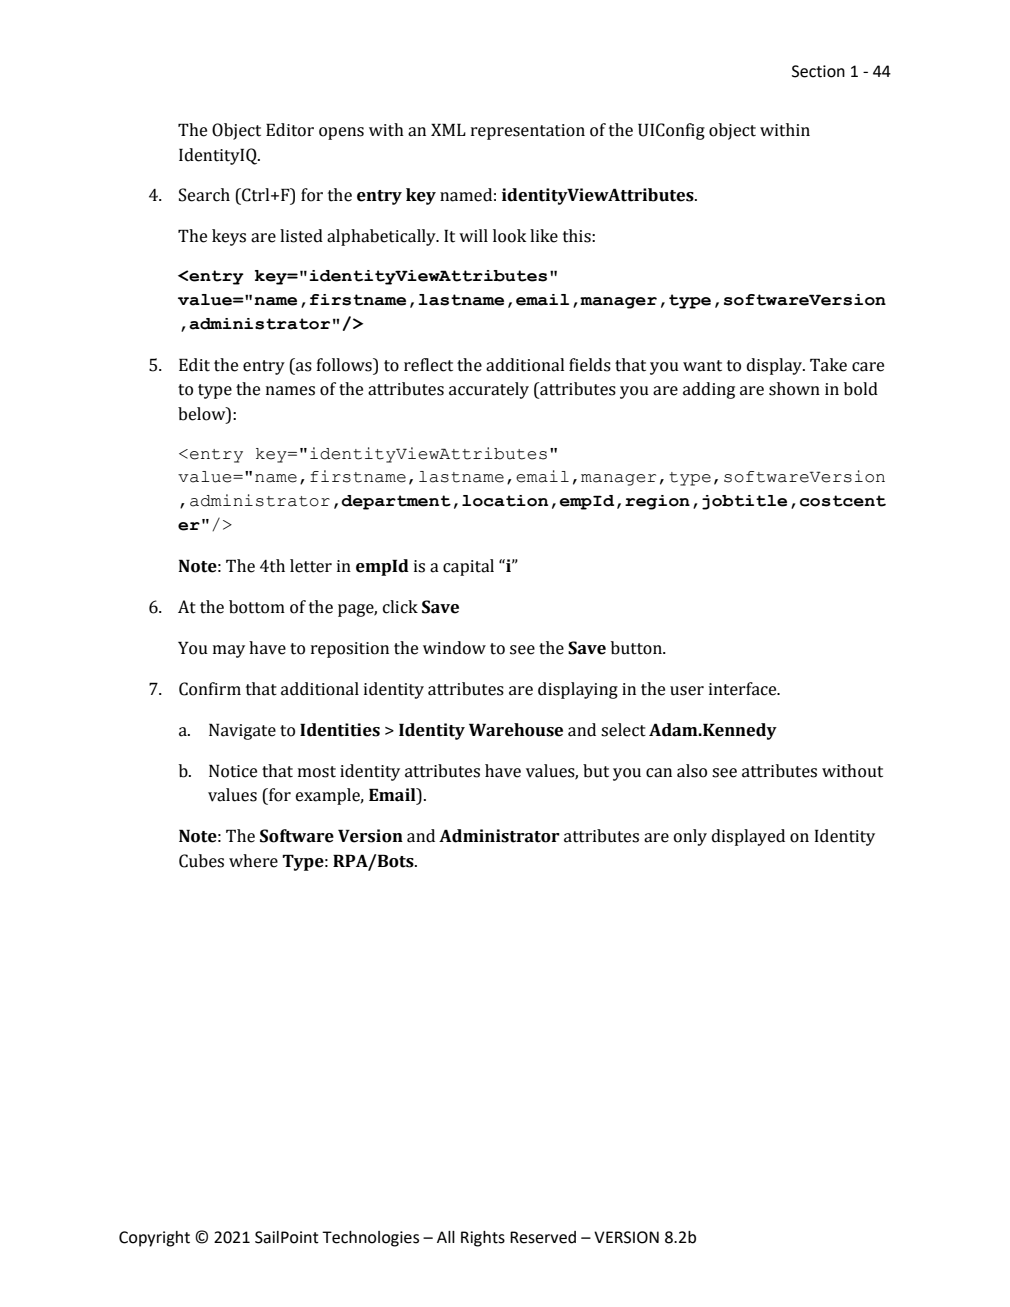 Section 1 - 44
The Object Editor opens with an XML representation of the UIConfig object within
IdentityIQ.
4. Search (Ctrl+F) for the entry key named: identityViewAttributes.
The keys are listed alphabetically. It will look like this:
<entry key="identityViewAttributes"
value="name,firstname,lastname,email,manager,type,softwareVersion
,administrator"/>
5. Edit the entry (as follows) to reflect the additional fields that you want to display. Take care
to type the names of the attributes accurately (attributes you are adding are shown in bold
below):
<entry key="identityViewAttributes"
value="name,firstname,lastname,email,manager,type,softwareVersion
,administrator,department,location,empId,region,jobtitle,costcent
er"/>
Note: The 4th letter in empId is a capital “i”
6. At the bottom of the page, click Save
You may have to reposition the window to see the Save button.
7. Confirm that additional identity attributes are displaying in the user interface.
a. Navigate to Identities > Identity Warehouse and select Adam.Kennedy
b. Notice that most identity attributes have values, but you can also see attributes without
values (for example, Email).
Note: The Software Version and Administrator attributes are only displayed on Identity
Cubes where Type: RPA/Bots.
Copyright © 2021 SailPoint Technologies – All Rights Reserved – VERSION 8.2b